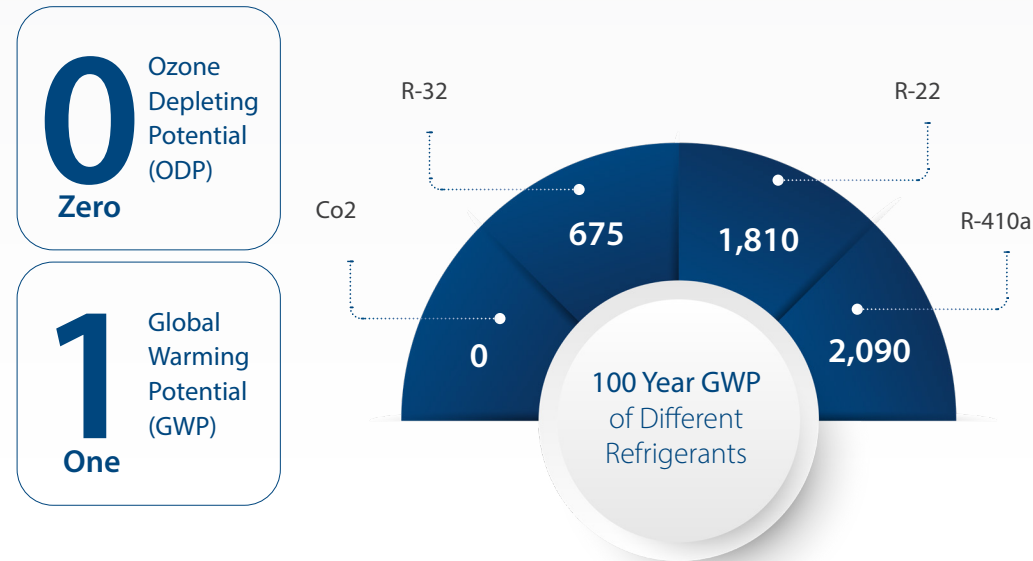 0
Zero
Ozone
Depleting
Potential
(ODP)
1
One
Global
Warming
Potential
(GWP)
R-32
R-22
Co2
R-410a
675
1,810
0
2,090
100 Year GWP
of Different
Refrigerants